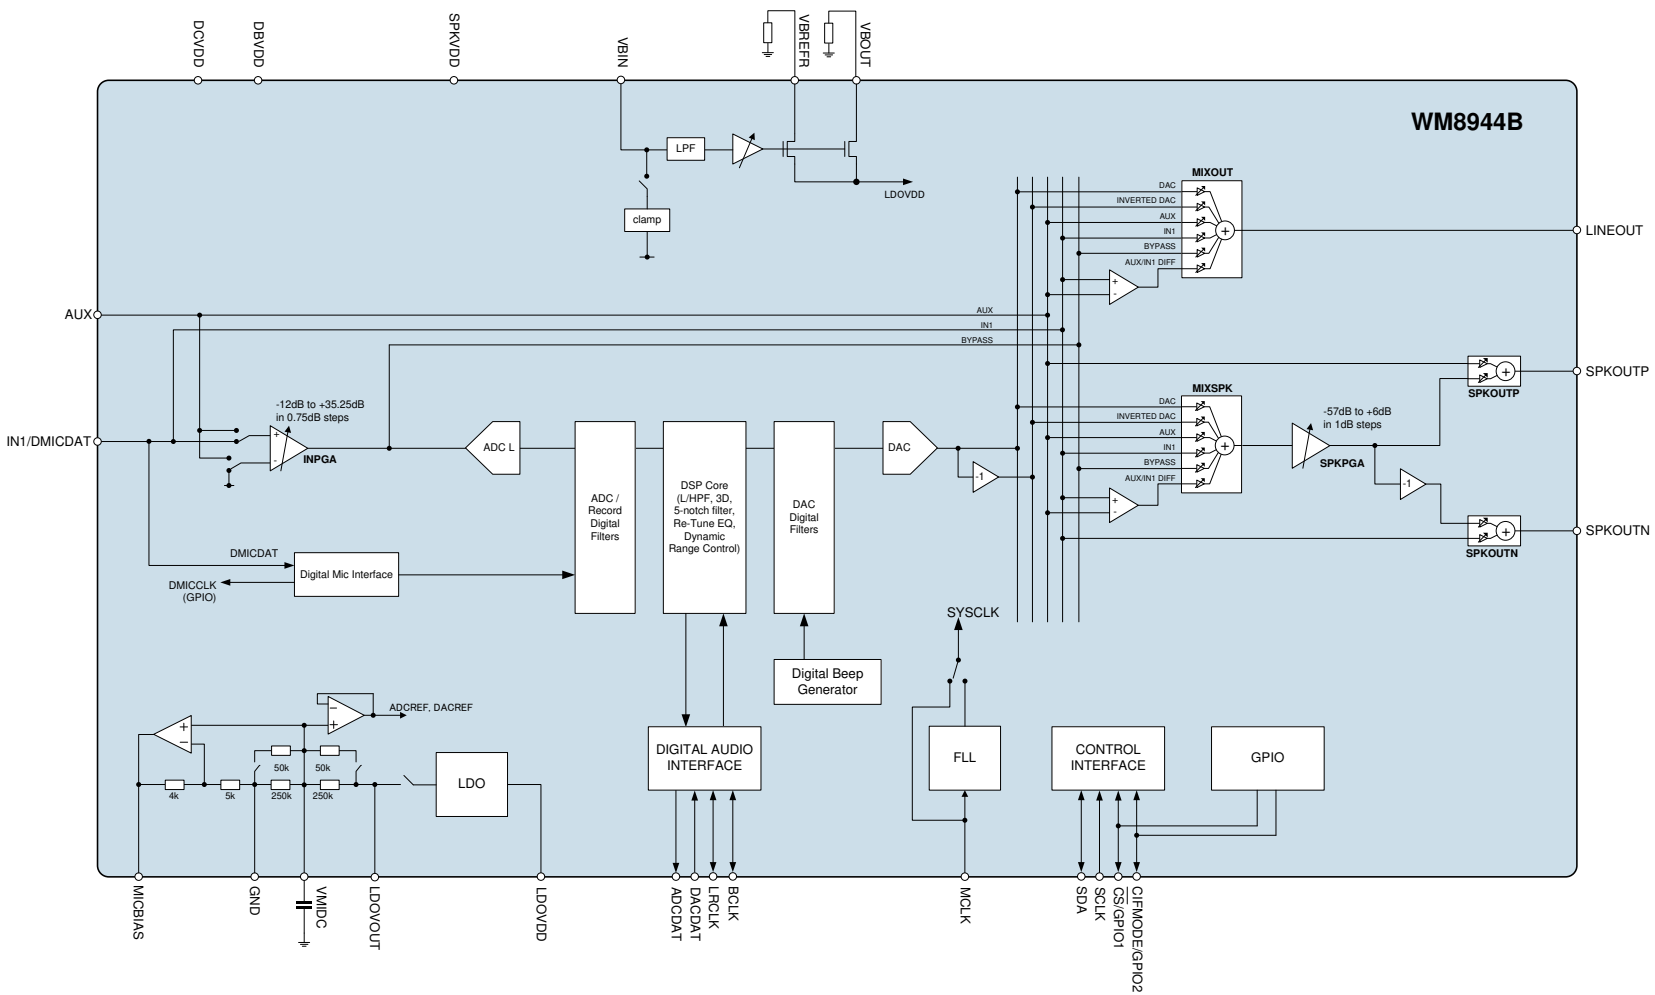 DCVDD
DBVDD
SPKVDD
VBIN
VBREFR
VBOUT
WM8944B
LPF
LDOVDD
clamp
MIXOUT
DAC
INVERTED DAC
AUX
IN1
BYPASS
AUX/IN1 DIFF
+
-
+
LINEOUT
AUX
AUX
IN1
BYPASS
-12dB to +35.25dB
in 0.75dB steps
IN1/DMICDAT
+
-
INPGA
ADC L
ADC /
Record
Digital
Filters
DSP Core
(L/HPF, 3D,
5-notch filter,
Re-Tune EQ,
Dynamic
Range Control)
DAC
Digital
Filters
DAC
-1
MIXSPK
DAC
INVERTED DAC
AUX
IN1
BYPASS
AUX/IN1 DIFF
+
-
+
-57dB to +6dB
in 1dB steps
SPKPGA
-1
+
SPKOUTP
SPKOUTP
+
SPKOUTN
SPKOUTN
DMICDAT
Digital Mic Interface
DMICCLK
(GPIO)
Digital Beep
Generator
SYSCLK
ADCREF, DACREF
+
−
−
+
50k
50k
4k
5k
250k
250k
LDO
DIGITAL AUDIO
INTERFACE
FLL
CONTROL
INTERFACE
GPIO
MICBIAS
GND
VMIDC
LDOVOUT
LDOVDD
ADCDAT
DACDAT
LRCLK
BCLK
MCLK
SDA
SCLK
CS/GPIO1
CIFMODE/GPIO2